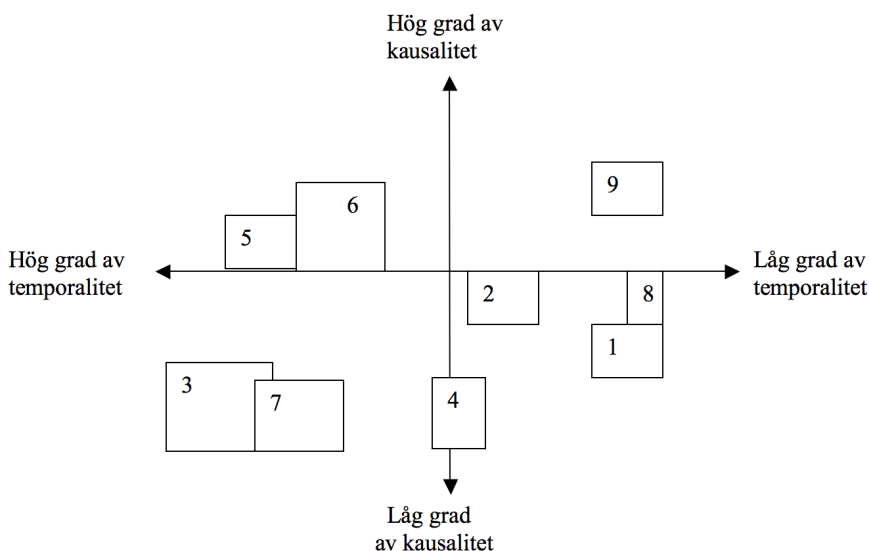 Hög grad av
kausalitet
9
6
5
Hög grad av
temporalitet
Låg grad av
temporalitet
2
8
1
3
7
4
Låg grad
av kausalitet